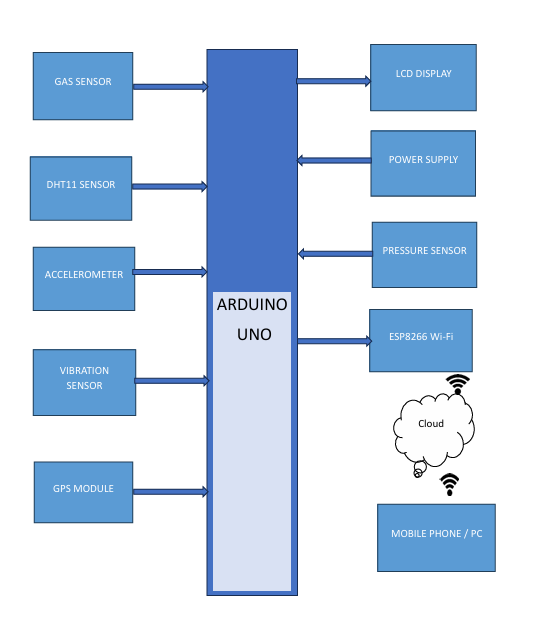 GAS SENSOR
LCD DISPLAY
POWER SUPPLY
DHT11 SENSOR
PRESSURE SENSOR
ACCELEROMETER
ARDUINO
UNO
ESP8266 Wi-Fi
VIBRATION
SENSOR
Cloud
GPS MODULE
MOBILE PHONE / PC